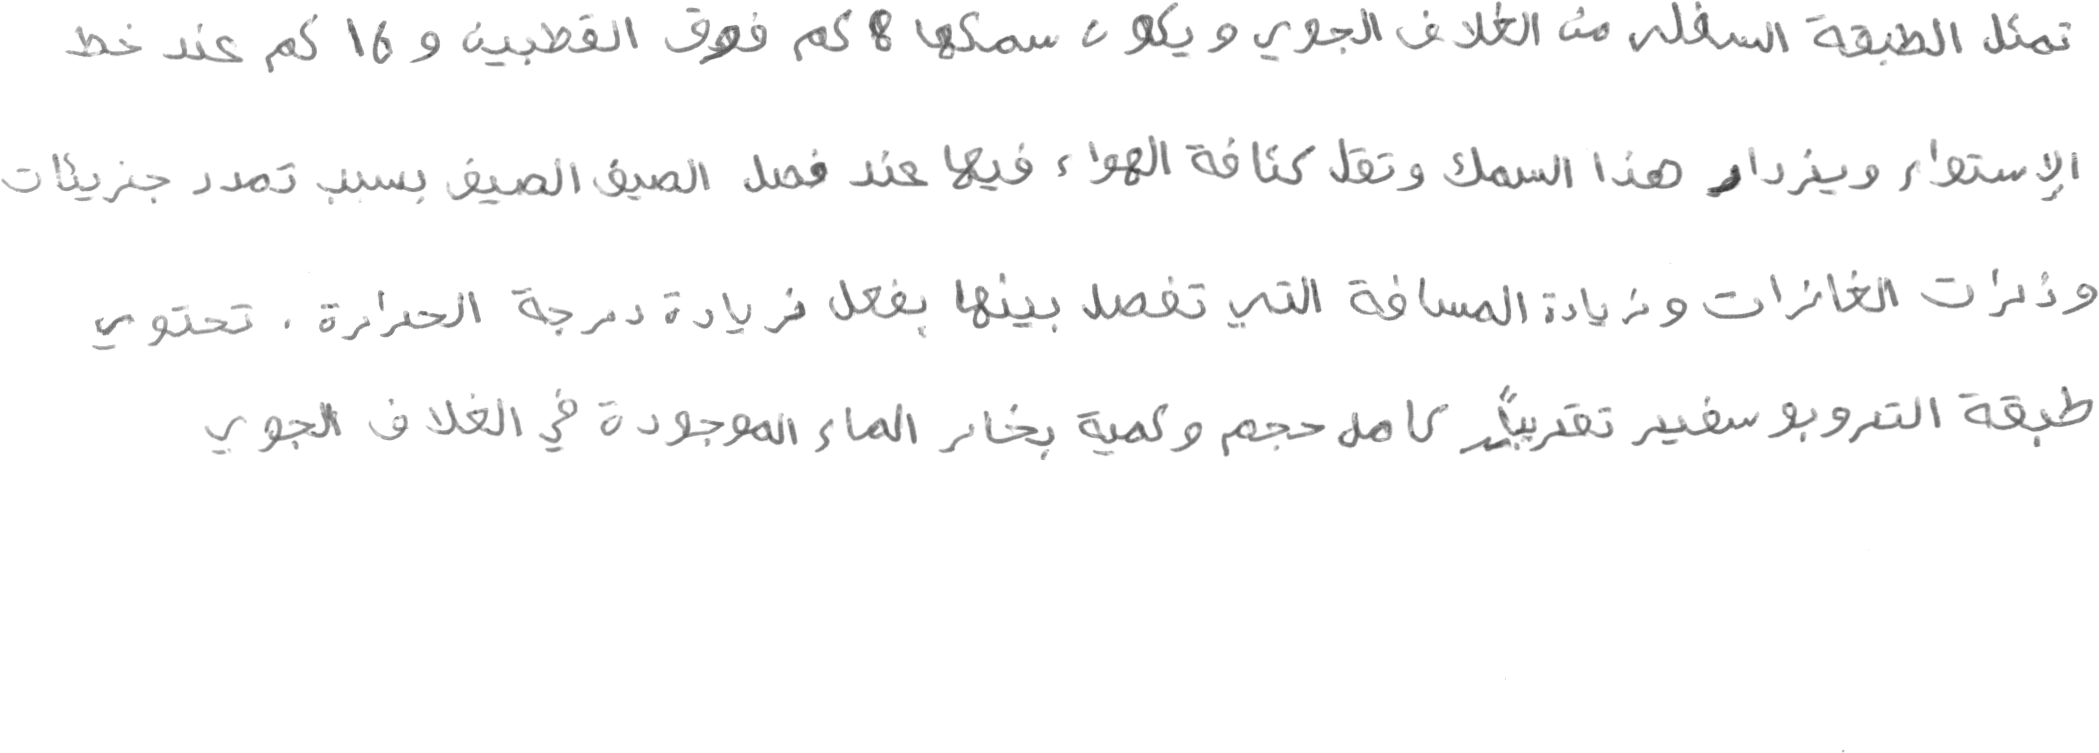 تمثل الطبقة السفلى من الغلاف الجوي ويكون سمكها 8 كم فوق القطبين و 16 كم عند خط
الإستواء ويزداد هذا السمك وتقل كثافة الهواء فيها عند فصل الصيف الصيف بسبب تمدد جزيئات
وذرات الغازات وزيادة المسافة التي تفصل بينها بفعل زيادة درجة الحرارة . تحتوي
طبقة التروبوسفير تقريباً كامل حجم وكمية بخار الماء الموجودة في الغلاف الجوي